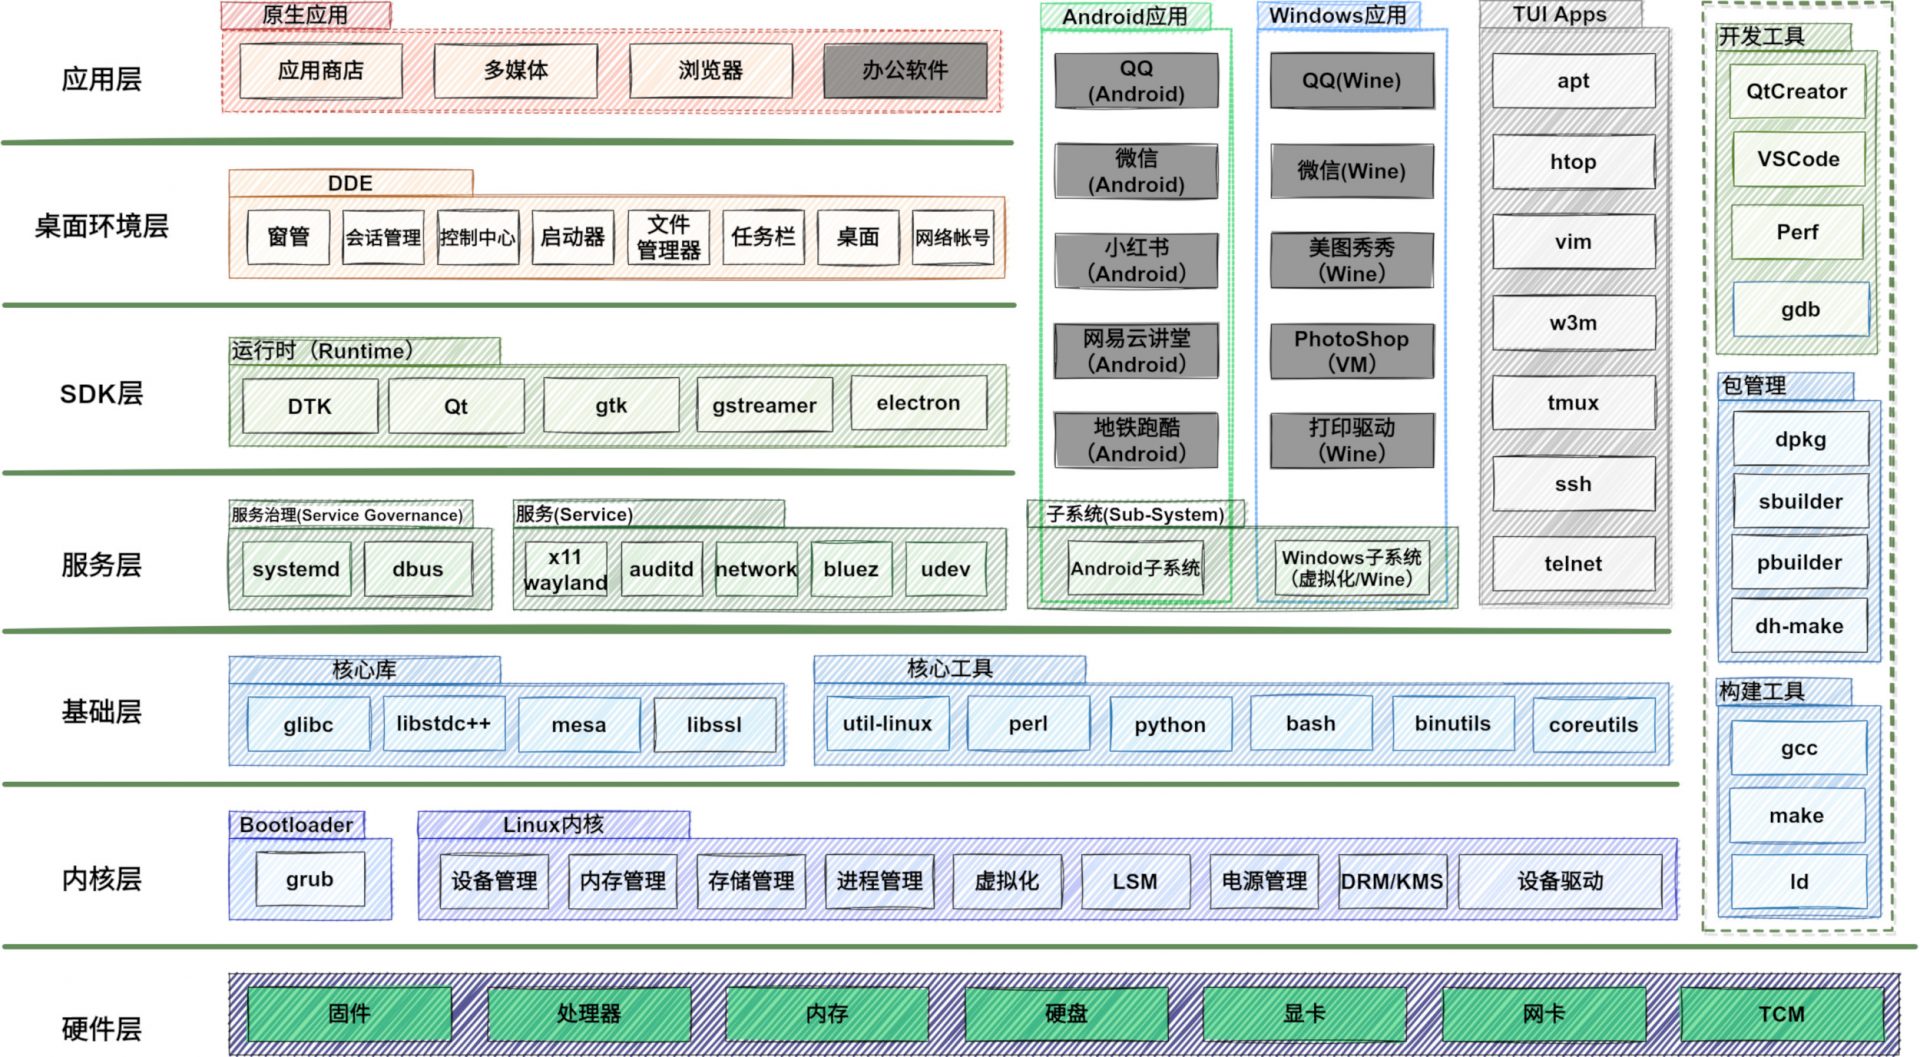 原生应用
应用层
应用商店
多媒体
浏览器
办公软件
桌面环境层
DDE
窗管
会话管理
控制中心
启动器
文件
管理器
任务栏
桌面
网络帐号
SDK层
运行时（Runtime）
DTK
Qt
gtk
gstreamer
electron
服务层
服务治理(Service Governance)
systemd
dbus
服务(Service)
x11
wayland
auditd
network
bluez
udev
子系统(Sub-System)
Android子系统
Windows子系统
（虚拟化/Wine）
Android应用
QQ
(Android)
微信
(Android)
小红书
（Android）
网易云讲堂
（Android）
地铁跑酷
（Android）
Windows应用
QQ(Wine)
微信(Wine)
美图秀秀
（Wine）
PhotoShop
（VM）
打印驱动
（Wine）
TUI Apps
apt
htop
vim
w3m
tmux
ssh
telnet
开发工具
QtCreator
VSCode
Perf
gdb
包管理
dpkg
sbuilder
pbuilder
dh-make
构建工具
gcc
make
ld
基础层
核心库
glibc
libstdc++
mesa
libssl
核心工具
util-linux
perl
python
bash
binutils
coreutils
内核层
Bootloader
grub
Linux内核
设备管理
内存管理
存储管理
进程管理
虚拟化
LSM
电源管理
DRM/KMS
设备驱动
硬件层
固件
处理器
内存
硬盘
显卡
网卡
TCM